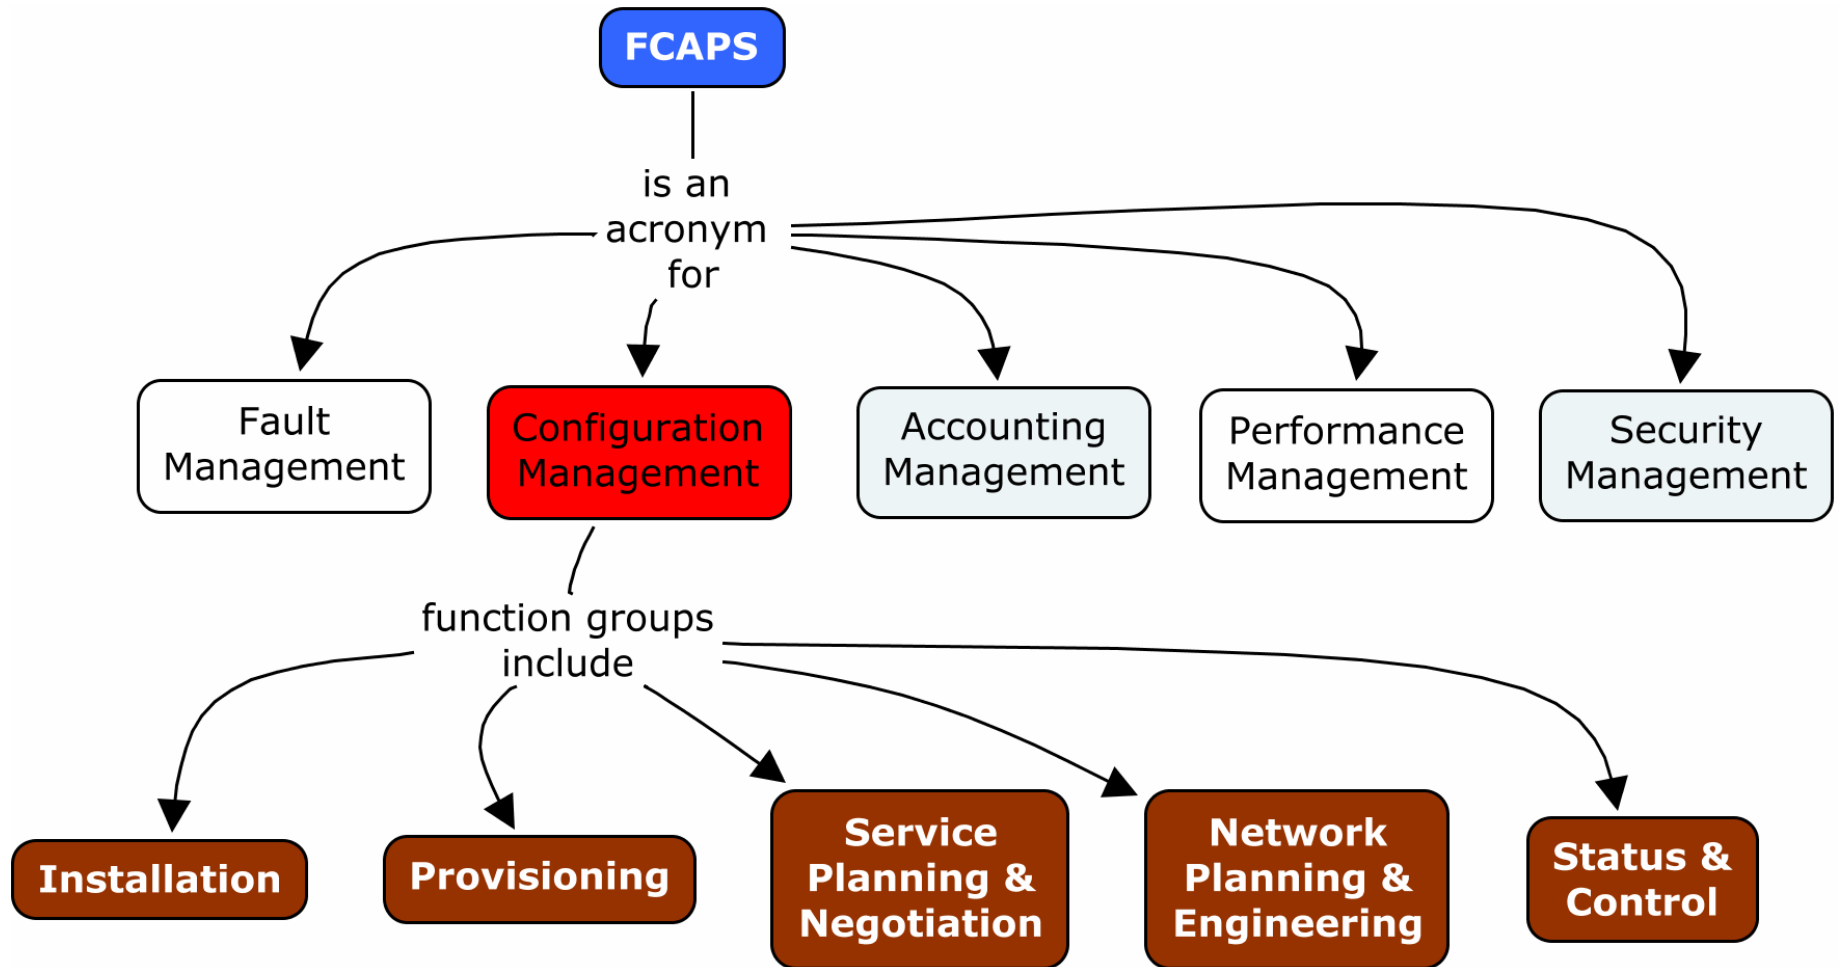 FCAPS
is an
acronym
for
Fault
Management
Configuration
Management
Accounting
Management
Performance
Management
Security
Management
function groups
include
Installation
Provisioning
Service
Planning &
Negotiation
Network
Planning &
Engineering
Status &
Control